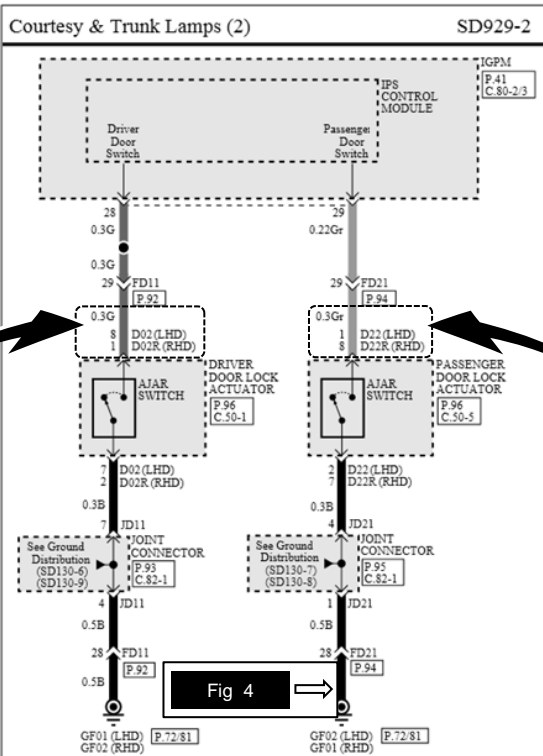 Courtesy & Trunk Lamps (2) SD929-2
IGPM
P.41
C.80-2/3
IPS
CONTROL
MODULE
Driver
Door
Switch
Passenger
Door
Switch
28 29
0.3G 0.22Gr
0.3G
29 FD11 29 FD21
P.92 P.94
0.3G 0.3Gr
8 D02 (LHD) 1 D22 (LHD)
1 D02R (RHD) 8 D22R (RHD)
DRIVER
DOOR LOCK
ACTUATOR
P.96
C.50-1
AJAR
SWITCH
PASSENGER
DOOR LOCK
ACTUATOR
P.96
C.50-5
AJAR
SWITCH
7 D02 (LHD) 2 D22 (LHD)
2 D02R (RHD) 7 D22R (RHD)
0.3B 0.3B
7 JD11 4 JD21
See Ground
Distribution
(SD130-6)
(SD130-9)
JOINT
CONNECTOR
P.93
C.82-1
See Ground
Distribution
(SD130-7)
(SD130-8)
JOINT
CONNECTOR
P.95
C.82-1
4 JD11 1 JD21
0.5B 0.5B
28 FD11 28 FD21
P.92 P.94
0.5B
Fig 4
GF01 (LHD) P.72/81 GF02 (LHD) P.72/81
GF02 (RHD) GF01 (RHD)